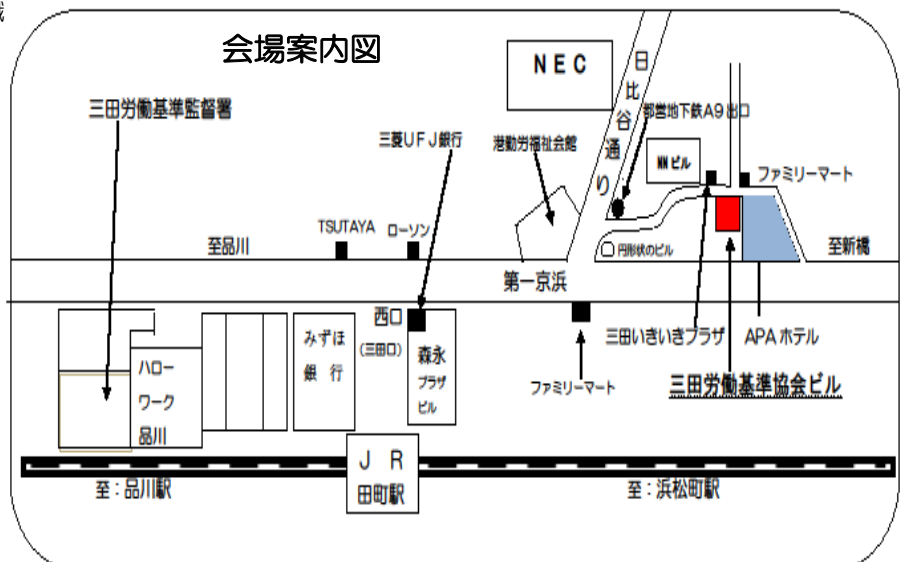 会場案内図
NEC
日比谷通り
三田労働基準監督署
都営地下鉄A9出口
三菱UFJ銀行
港勤労福祉会館
NNビル
ファミリーマート
TSUTAYA
ローソン
至品川
円形状のビル
至新橋
第一京浜
西口
(三田口)
みずほ
銀 行
森永
プラザ
ビル
三田いきいきプラザ
APAホテル
ハロー
ワーク
品川
ファミリーマート
三田労働基準協会ビル
J R
田町駅
至:品川駅
至:浜松町駅